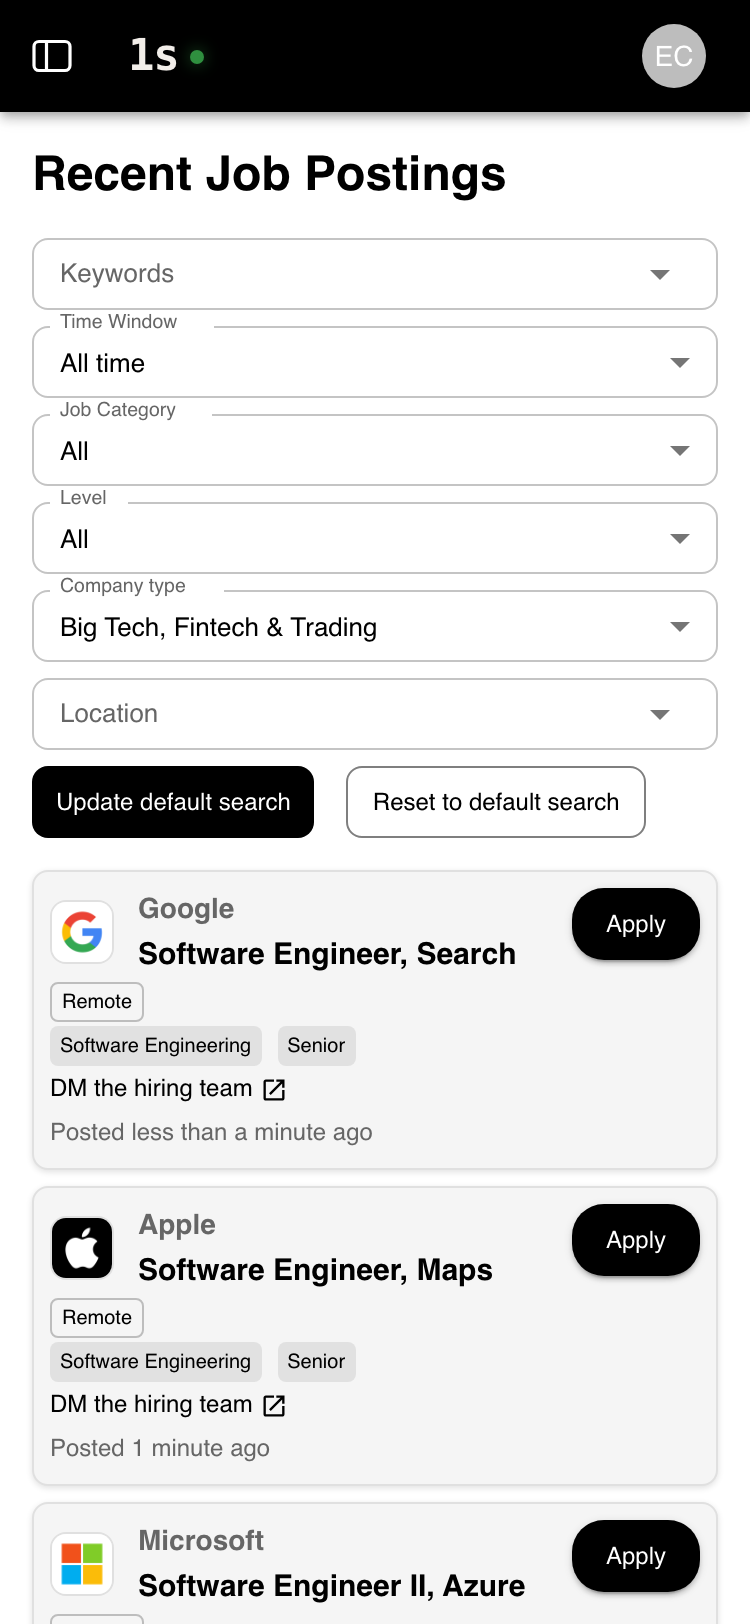 1s
EC
Recent Job Postings
Keywords
Time Window
All time
Job Category
All
Level
All
Company type
Big Tech, Fintech & Trading
Location
Update default search
Reset to default search
Google
Software Engineer, Search
Apply
Remote
Software Engineering
Senior
DM the hiring team
Posted less than a minute ago
Apple
Software Engineer, Maps
Apply
Remote
Software Engineering
Senior
DM the hiring team
Posted 1 minute ago
Microsoft
Software Engineer II, Azure
Apply